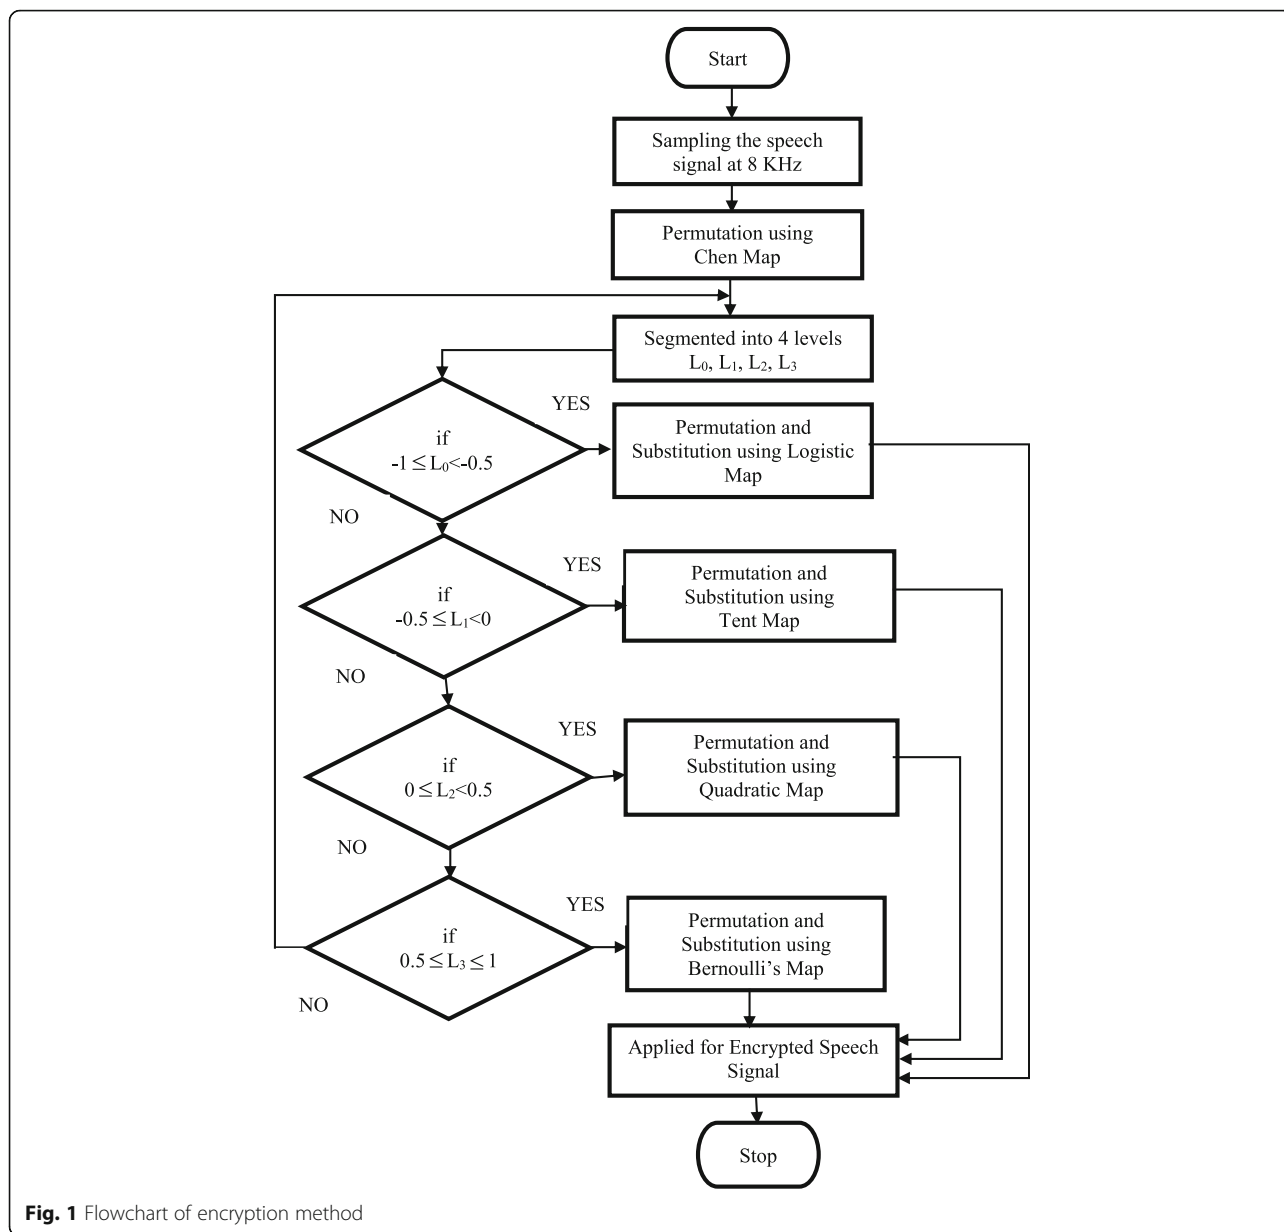 Start
Sampling the speech
signal at 8 KHz
Permutation using
Chen Map
Segmented into 4 levels
L₀, L₁, L₂, L₃
YES
if
-1 ≤ L₀<-0.5
Permutation and
Substitution using Logistic
Map
NO
YES
if
-0.5 ≤ L₁<0
Permutation and
Substitution using
Tent Map
NO
YES
if
0 ≤ L₂<0.5
Permutation and
Substitution using
Quadratic Map
NO
YES
if
0.5 ≤ L₃ ≤ 1
Permutation and
Substitution using
Bernoulli's Map
NO
Applied for Encrypted Speech
Signal
Stop
Fig. 1 Flowchart of encryption method